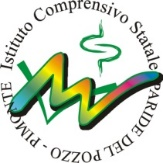 Istituto Comprensivo Statale PARIDE DEL POZZO - PIMONTE